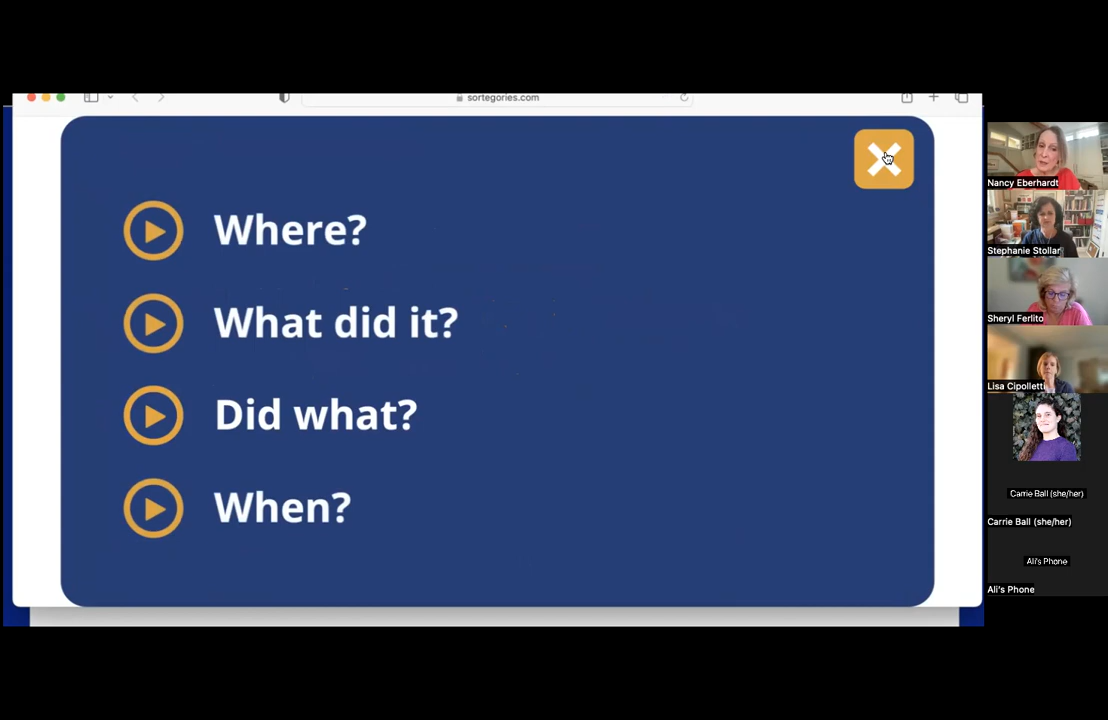 sortegories.com
Where?
What did it?
Did what?
When?
Nancy Eberhardt
Stephanie Stollar
Sheryl Ferlito
Lisa Cipolletti
Carrie Ball (she/her)
Carrie Ball (she/her)
Ali's Phone
Ali's Phone